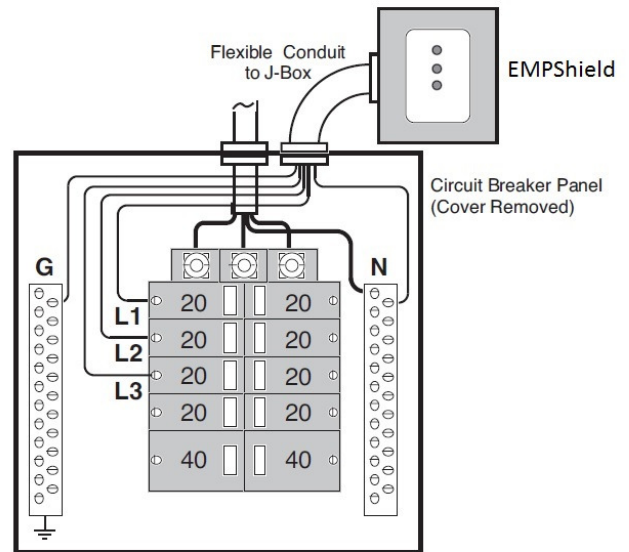 Flexible Conduit
to J-Box
EMPShield
Circuit Breaker Panel
(Cover Removed)
G
N
L1
20
20
L2
20
20
L3
20
20
20
20
40
40